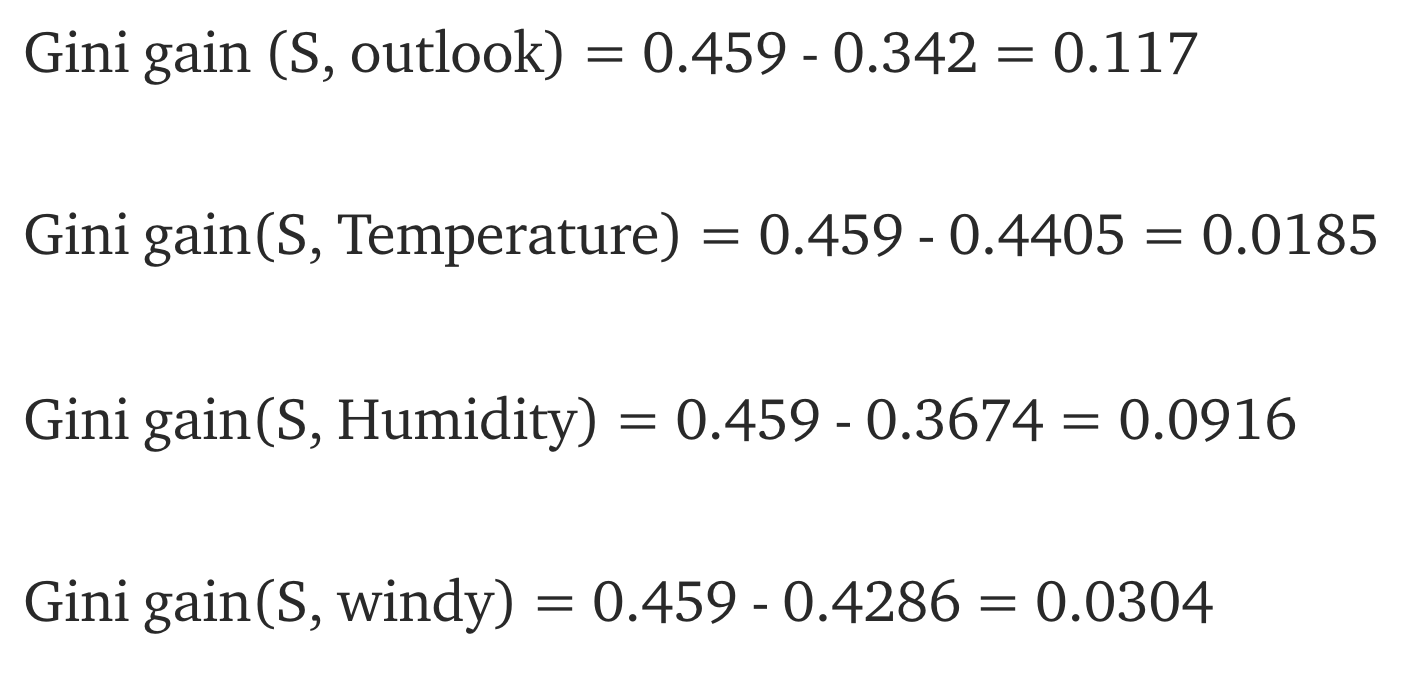 Gini gain (S, outlook) = 0.459 - 0.342 = 0.117
Gini gain(S, Temperature) = 0.459 - 0.4405 = 0.0185
Gini gain(S, Humidity) = 0.459 - 0.3674 = 0.0916
Gini gain(S, windy) = 0.459 - 0.4286 = 0.0304